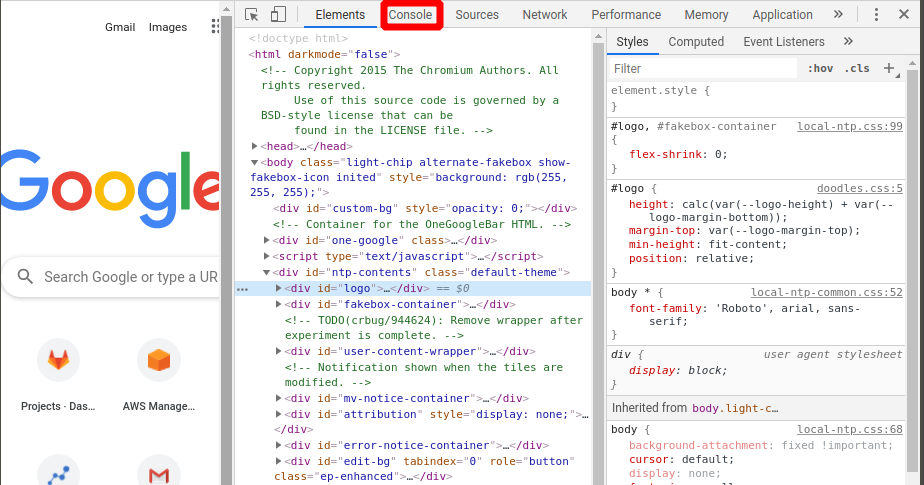 Gmail Images
Google
Search Google or type a UR
Projects · Das...
AWS Manage...
Elements Console Sources Network Performance Memory Application »
<!doctype html>
<html darkmode="false">
<!-- Copyright 2015 The Chromium Authors. All
rights reserved.
Use of this source code is governed by a
BSD-style license that can be
found in the LICENSE file. -->
<head>…</head>
<body class="light-chip alternate-fakebox show-
fakebox-icon inited" style="background: rgb(255,
255, 255);">
<div id="custom-bg" style="opacity: 0;"></div>
<!-- Container for the OneGoogleBar HTML. -->
<div id="one-google" class>…</div>
<script type="text/javascript">…</script>
<div id="ntp-contents" class="default-theme">
<div id="logo">…</div> == $0
<div id="fakebox-container">…</div>
<!-- TODO(crbug/944624): Remove wrapper after
experiment is complete. -->
<div id="user-content-wrapper">…</div>
<!-- Notification shown when the tiles are
modified. -->
<div id="mv-notice-container">…</div>
<div id="attribution" style="display: none;">…
</div>
<div id="error-notice-container">…</div>
<div id="edit-bg" tabindex="0" role="button"
class="ep-enhanced">…</div>
Styles Computed Event Listeners »
Filter :hov .cls +
element.style {
}
#logo, #fakebox-container local-ntp.css:99
{
flex-shrink: 0;
}
#logo { doodles.css:5
height: calc(var(--logo-height) + var(--
logo-margin-bottom));
margin-top: var(--logo-margin-top);
min-height: fit-content;
position: relative;
}
body * { local-ntp-common.css:52
font-family: 'Roboto', arial, sans-
serif;
}
div { user agent stylesheet
display: block;
}
Inherited from body.light-c…
body { local-ntp.css:68
background-attachment: fixed !important;
cursor: default;
display: none;